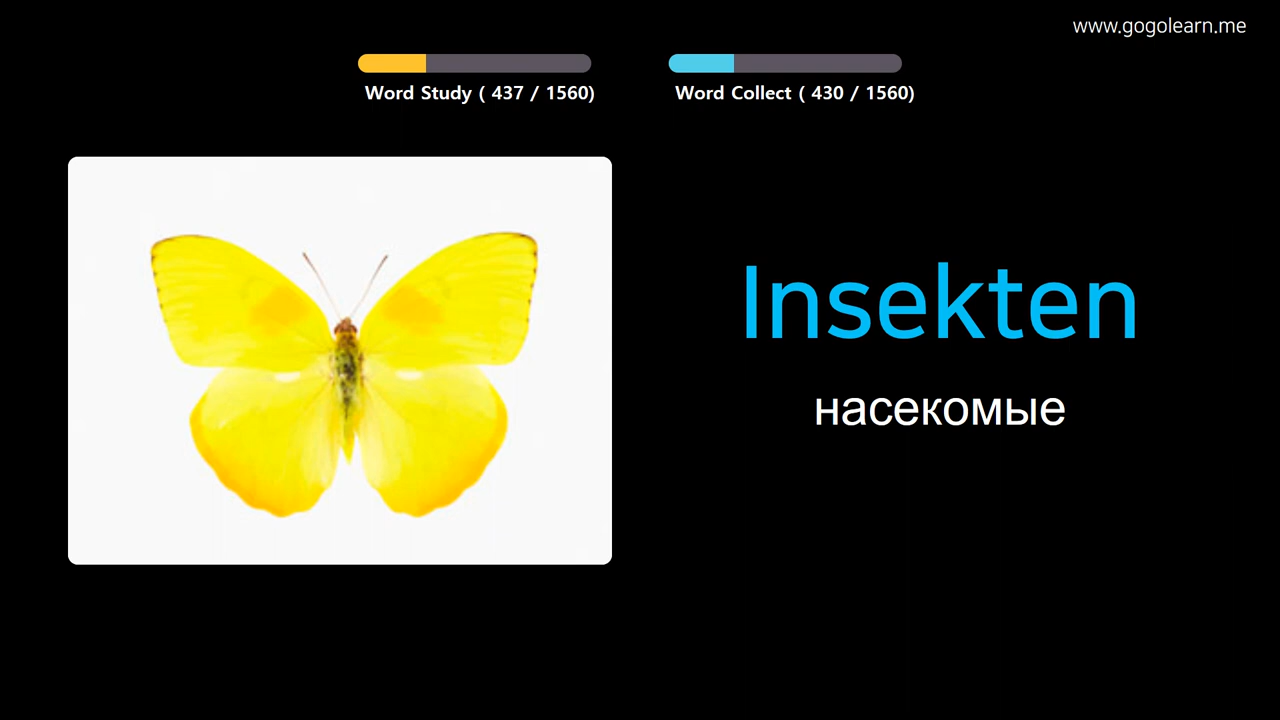 www.gogolearn.me
Word Study ( 437 / 1560)
Word Collect ( 430 / 1560)
Insekten
насекомые